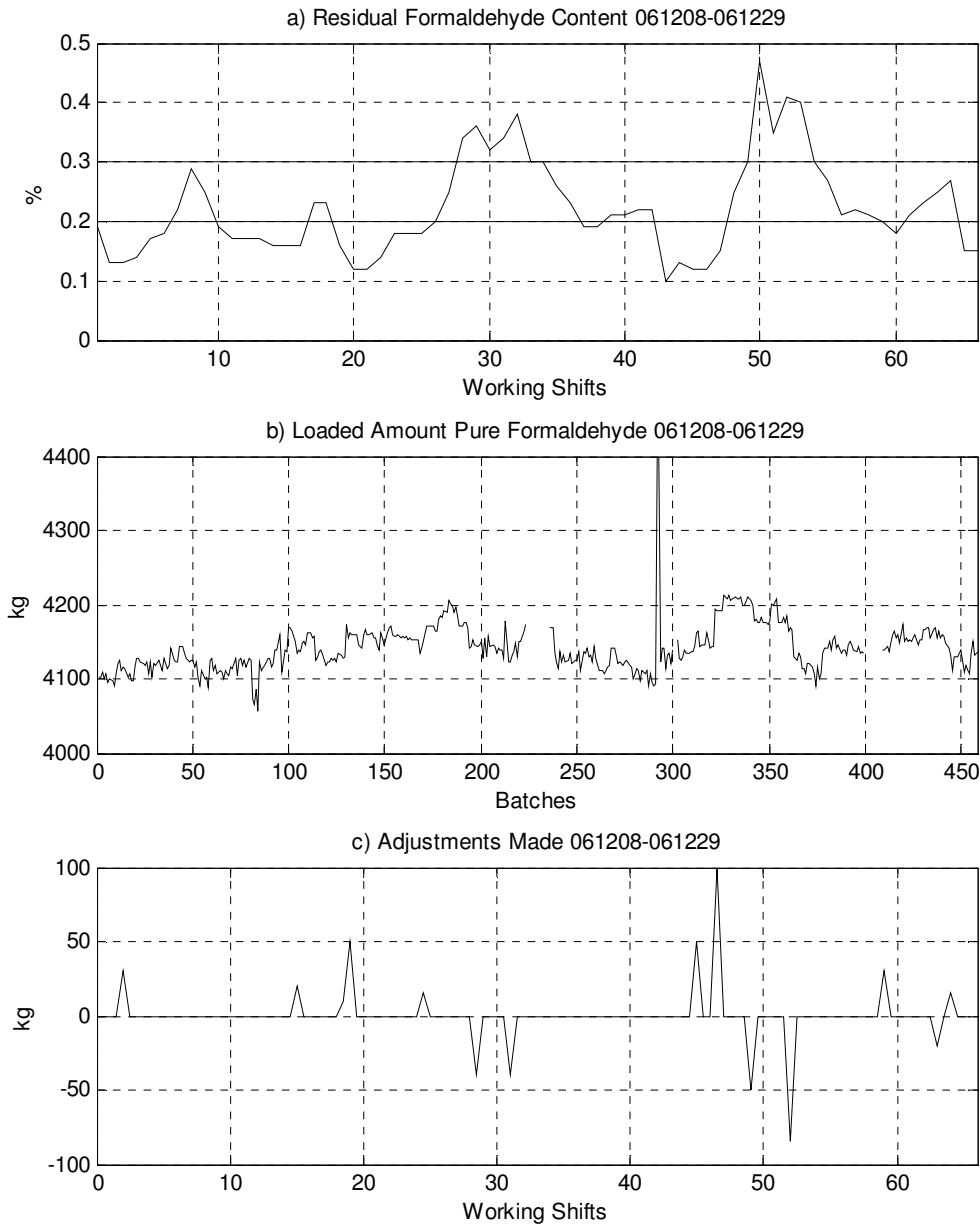 a) Residual Formaldehyde Content 061208-061229
0.5
0.4
0.3
0.2
0.1
0
%
10 20 30 40 50 60
Working Shifts
b) Loaded Amount Pure Formaldehyde 061208-061229
4400
4300
4200
4100
4000
kg
0 50 100 150 200 250 300 350 400 450
Batches
c) Adjustments Made 061208-061229
100
50
0
-50
-100
kg
0 10 20 30 40 50 60
Working Shifts